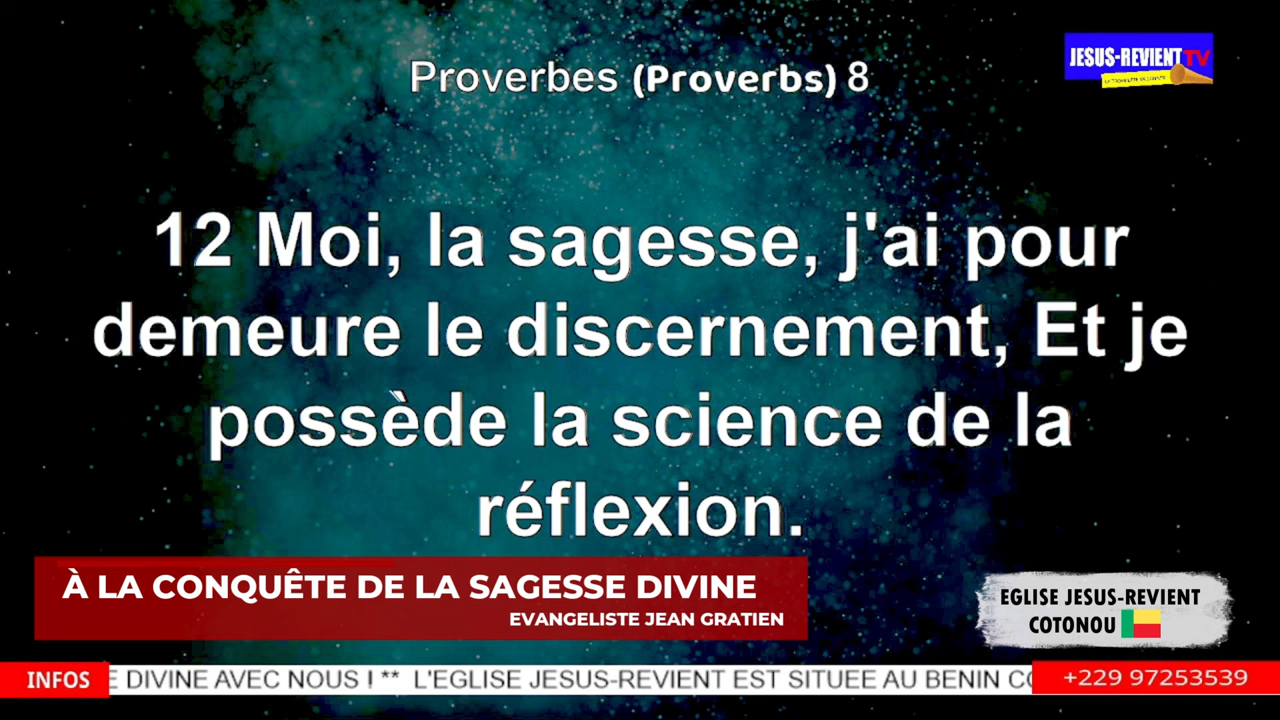 Proverbes (Proverbs) 8
JESUS-REVIENT TV
12 Moi, la sagesse, j'ai pour
demeure le discernement, Et je
possède la science de la
réflexion.
À LA CONQUÊTE DE LA SAGESSE DIVINE
EVANGELISTE JEAN GRATIEN
EGLISE JESUS-REVIENT
COTONOU
INFOS
E DIVINE AVEC NOUS ! ** L'EGLISE JESUS-REVIENT EST SITUEE AU BENIN CO
+229 97253539